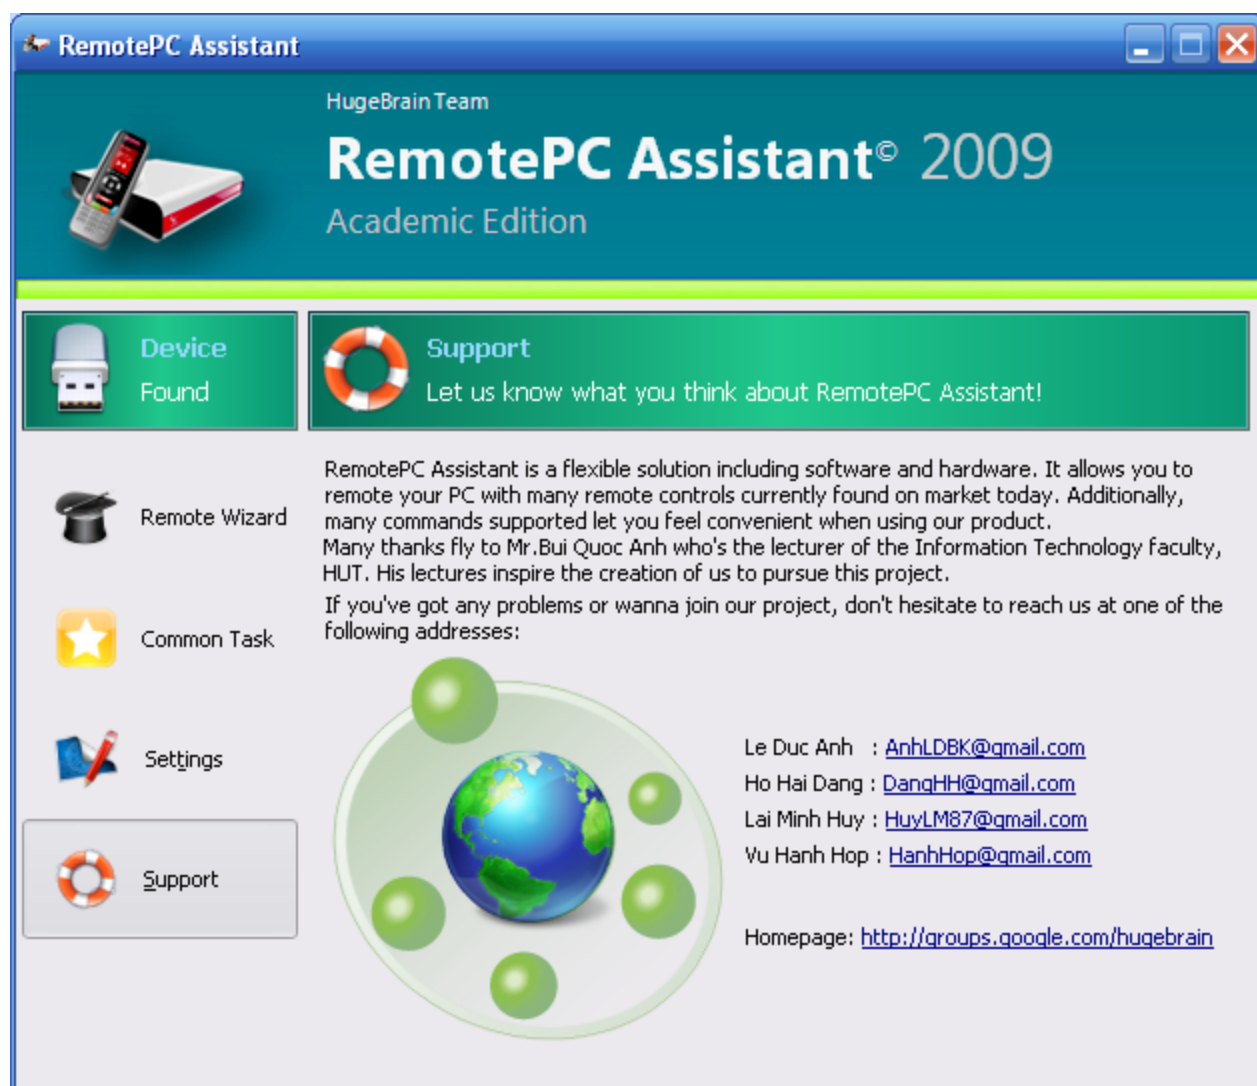 RemotePC Assistant
HugeBrain Team
RemotePC Assistant© 2009
Academic Edition
Device
Found
Support
Let us know what you think about RemotePC Assistant!
Remote Wizard
Common Task
Settings
Support
RemotePC Assistant is a flexible solution including software and hardware. It allows you to
remote your PC with many remote controls currently found on market today. Additionally,
many commands supported let you feel convenient when using our product.
Many thanks fly to Mr.Bui Quoc Anh who's the lecturer of the Information Technology faculty,
HUT. His lectures inspire the creation of us to pursue this project.
If you've got any problems or wanna join our project, don't hesitate to reach us at one of the
following addresses:
Le Duc Anh : AnhLDBK@gmail.com
Ho Hai Dang : DangHH@gmail.com
Lai Minh Huy : HuyLM87@gmail.com
Vu Hanh Hop : HanhHop@gmail.com
Homepage: http://groups.google.com/hugebrain